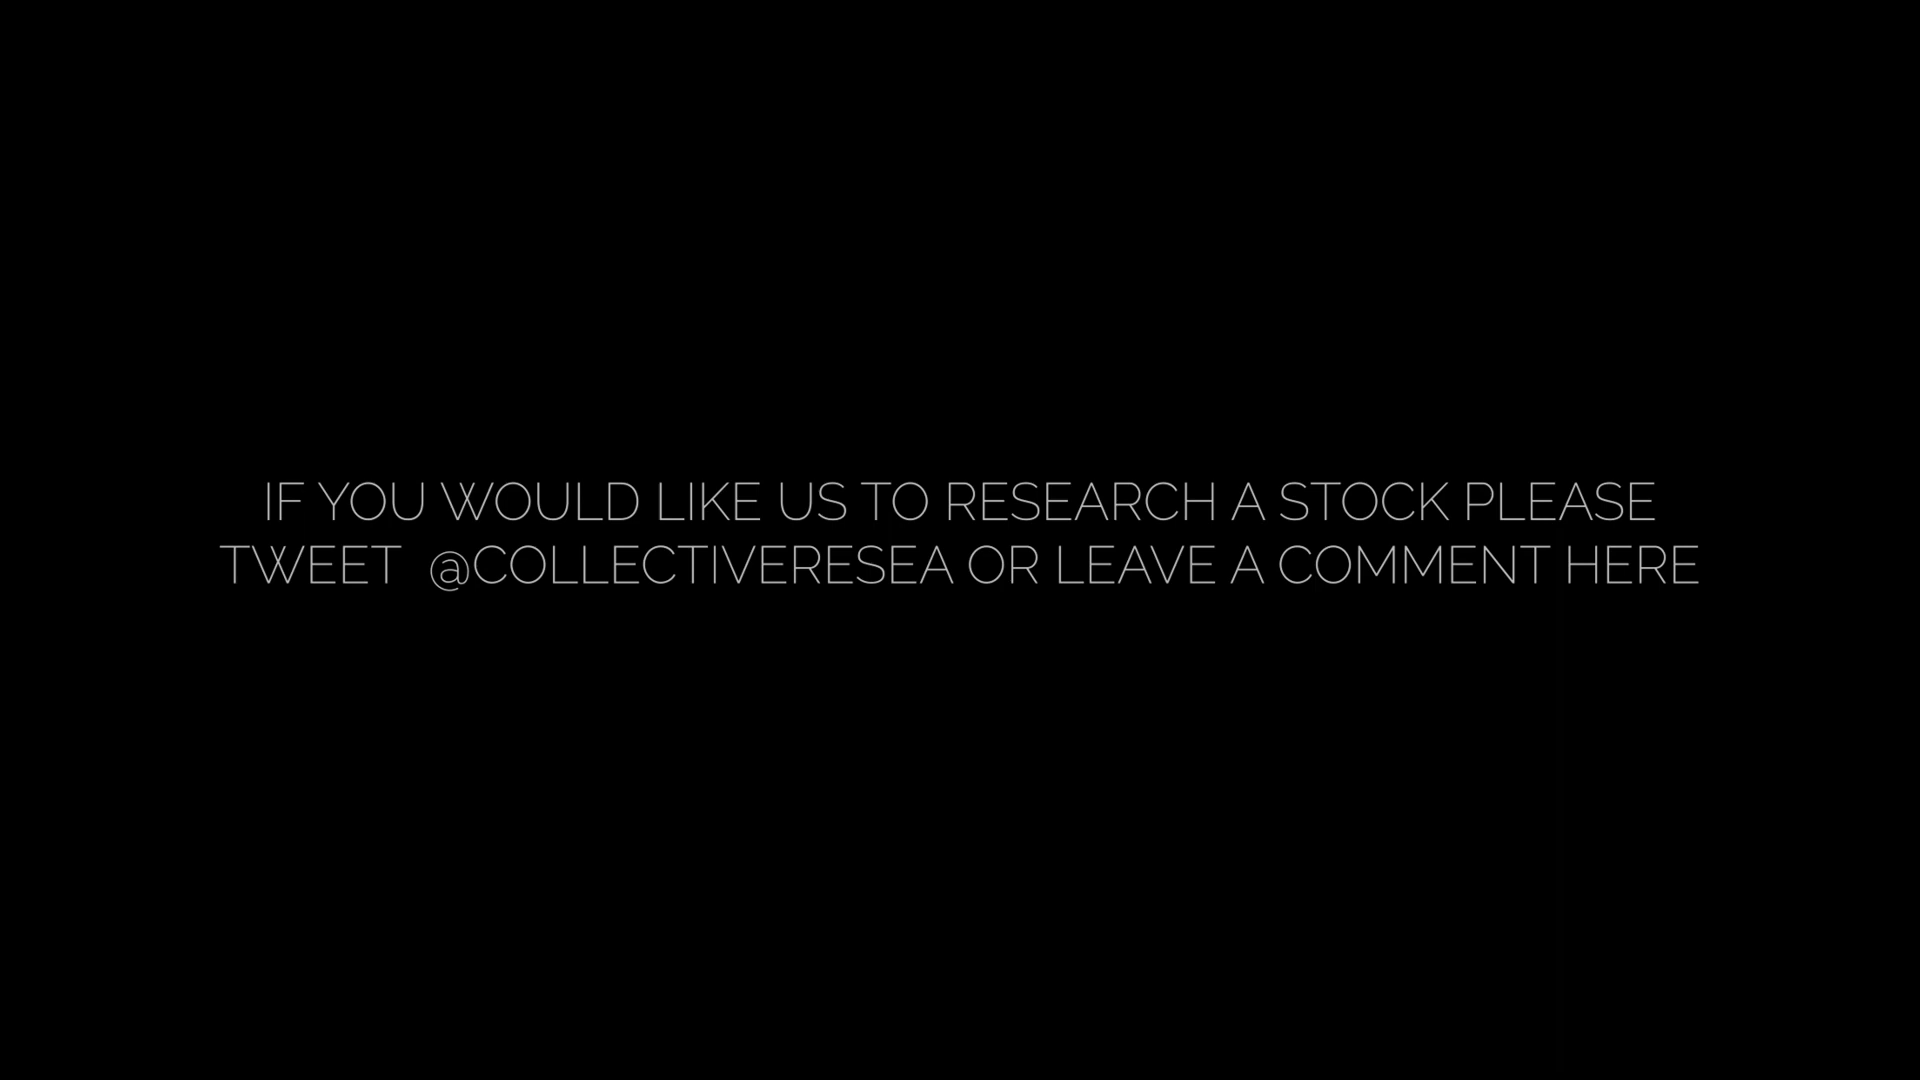 IF YOU WOULD LIKE US TO RESEARCH A STOCK PLEASE
TWEET  @COLLECTIVERESEA OR LEAVE A COMMENT HERE